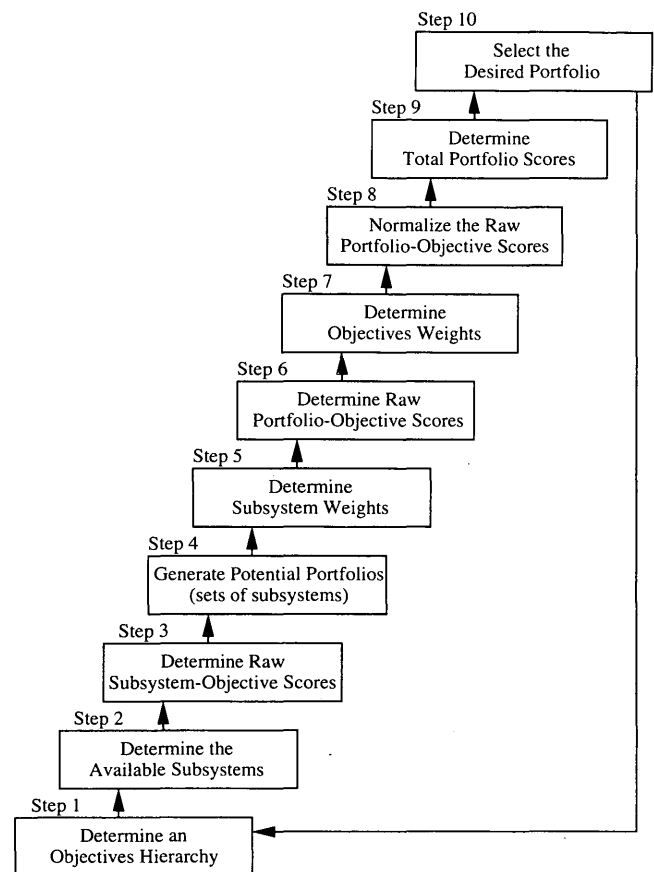 Step 10
Select the
Desired Portfolio
Step 9
Determine
Total Portfolio Scores
Step 8
Normalize the Raw
Portfolio-Objective Scores
Step 7
Determine
Objectives Weights
Step 6
Determine Raw
Portfolio-Objective Scores
Step 5
Determine
Subsystem Weights
Step 4
Generate Potential Portfolios
(sets of subsystems)
Step 3
Determine Raw
Subsystem-Objective Scores
Step 2
Determine the
Available Subsystems
Step 1
Determine an
Objectives Hierarchy